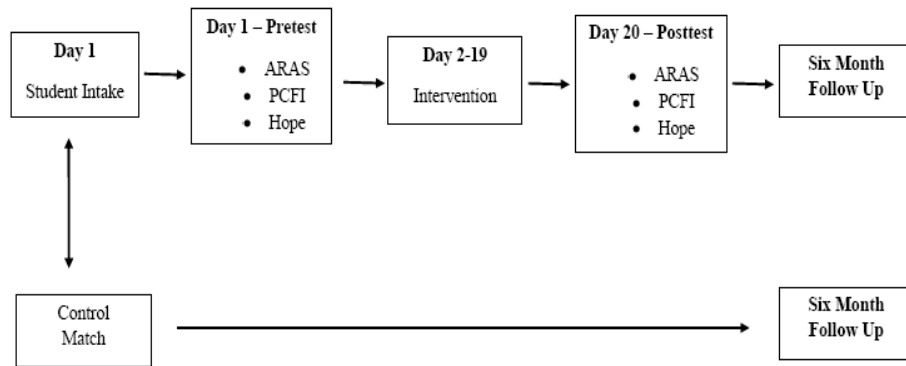 Day 1
Student Intake
Day 1 – Pretest
• ARAS
• PCFI
• Hope
Day 2-19
Intervention
Day 20 – Posttest
• ARAS
• PCFI
• Hope
Six Month
Follow Up
Control
Match
Six Month
Follow Up